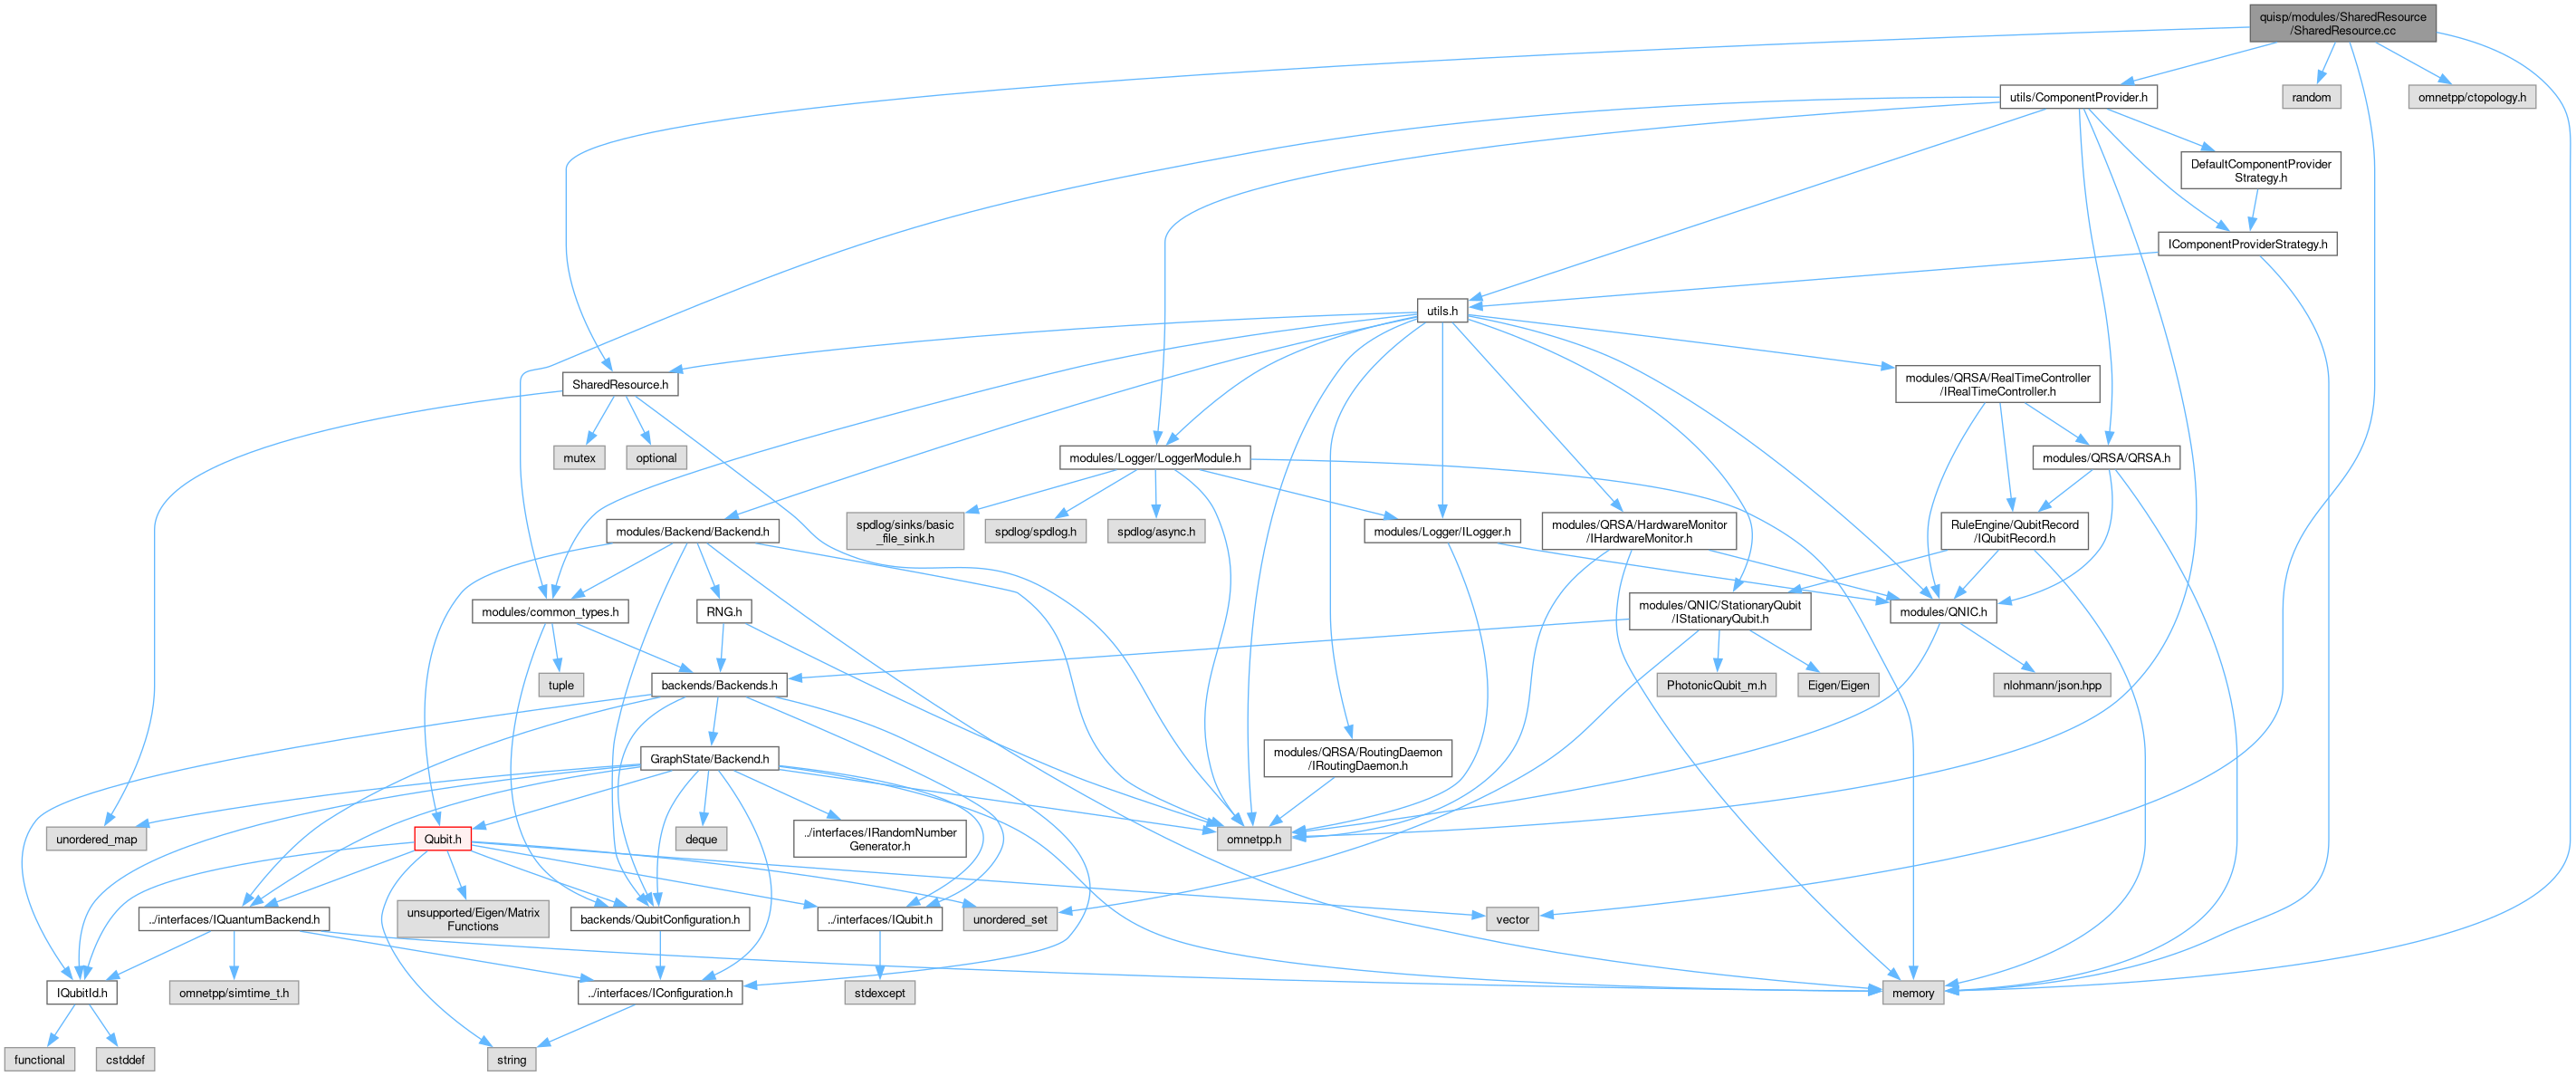 quisp/modules/SharedResource
/SharedResource.cc
utils/ComponentProvider.h
random
omnetpp/ctopology.h
DefaultComponentProvider
Strategy.h
IComponentProviderStrategy.h
utils.h
SharedResource.h
modules/QRSA/RealTimeController
/IRealTimeController.h
mutex
optional
modules/Logger/LoggerModule.h
modules/QRSA/QRSA.h
modules/Backend/Backend.h
spdlog/sinks/basic
_file_sink.h
spdlog/spdlog.h
spdlog/async.h
modules/Logger/ILogger.h
modules/QRSA/HardwareMonitor
/IHardwareMonitor.h
RuleEngine/QubitRecord
/IQubitRecord.h
modules/common_types.h
RNG.h
modules/QNIC/StationaryQubit
/IStationaryQubit.h
modules/QNIC.h
tuple
backends/Backends.h
PhotonicQubit_m.h
Eigen/Eigen
nlohmann/json.hpp
GraphState/Backend.h
modules/QRSA/RoutingDaemon
/IRoutingDaemon.h
unordered_map
Qubit.h
deque
../interfaces/IRandomNumber
Generator.h
omnetpp.h
../interfaces/IQuantumBackend.h
unsupported/Eigen/Matrix
Functions
backends/QubitConfiguration.h
../interfaces/IQubit.h
unordered_set
vector
IQubitId.h
omnetpp/simtime_t.h
../interfaces/IConfiguration.h
stdexcept
memory
functional
cstddef
string